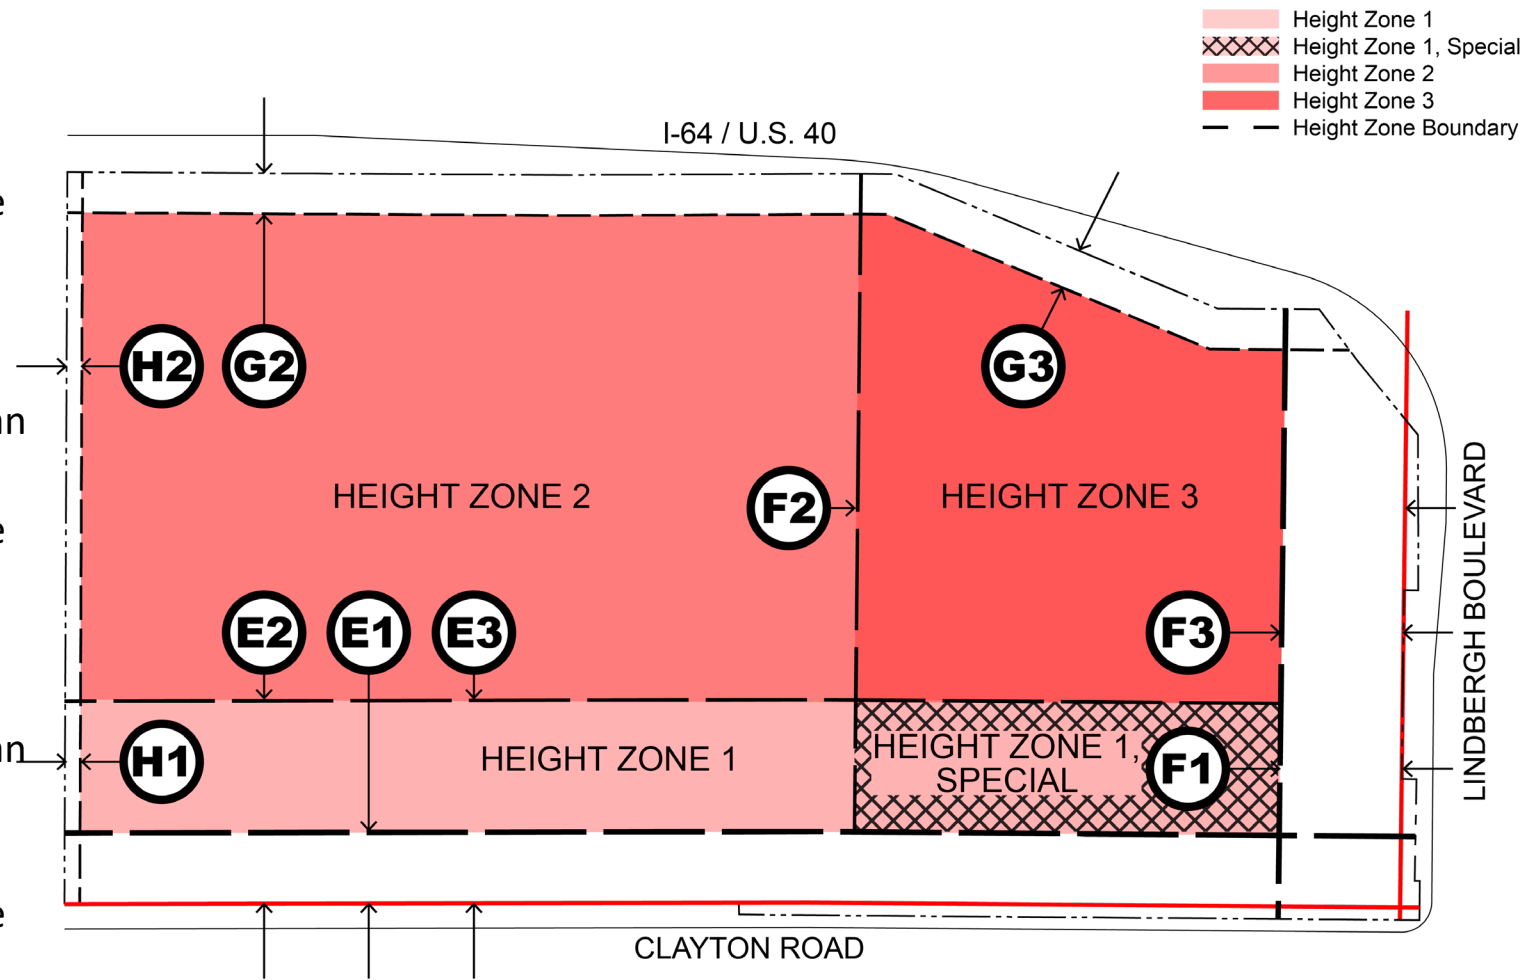 Height Zone 1
Height Zone 1, Special
Height Zone 2
Height Zone 3
Height Zone Boundary
I-64 / U.S. 40
e
H2
G2
G3
an
HEIGHT ZONE 2
F2
HEIGHT ZONE 3
e
E2
E1
E3
F3
LINDBERGH BOULEVARD
an
H1
HEIGHT ZONE 1
HEIGHT ZONE 1,
SPECIAL
F1
e
CLAYTON ROAD